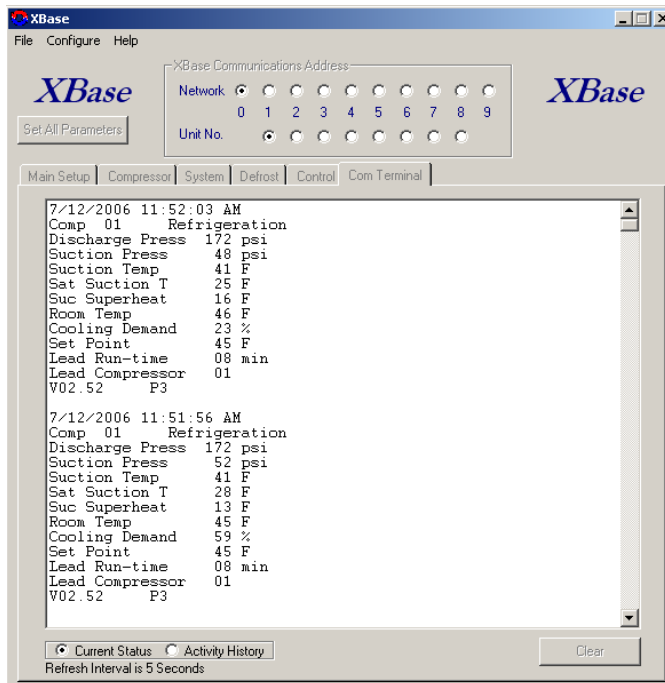 XBase
File Configure Help
XBase Communications Address
XBase
Network
0 1 2 3 4 5 6 7 8 9
XBase
Set All Parameters
Unit No.
Main Setup Compressor System Defrost Control Com Terminal
7/12/2006 11:52:03 AM
Comp 01 Refrigeration
Discharge Press 172 psi
Suction Press 48 psi
Suction Temp 41 F
Sat Suction T 25 F
Suc Superheat 16 F
Room Temp 46 F
Cooling Demand 23 %
Set Point 45 F
Lead Run-time 08 min
Lead Compressor 01
V02.52 P3
7/12/2006 11:51:56 AM
Comp 01 Refrigeration
Discharge Press 172 psi
Suction Press 52 psi
Suction Temp 41 F
Sat Suction T 28 F
Suc Superheat 13 F
Room Temp 45 F
Cooling Demand 59 %
Set Point 45 F
Lead Run-time 08 min
Lead Compressor 01
V02.52 P3
Current Status Activity History
Clear
Refresh Interval is 5 Seconds